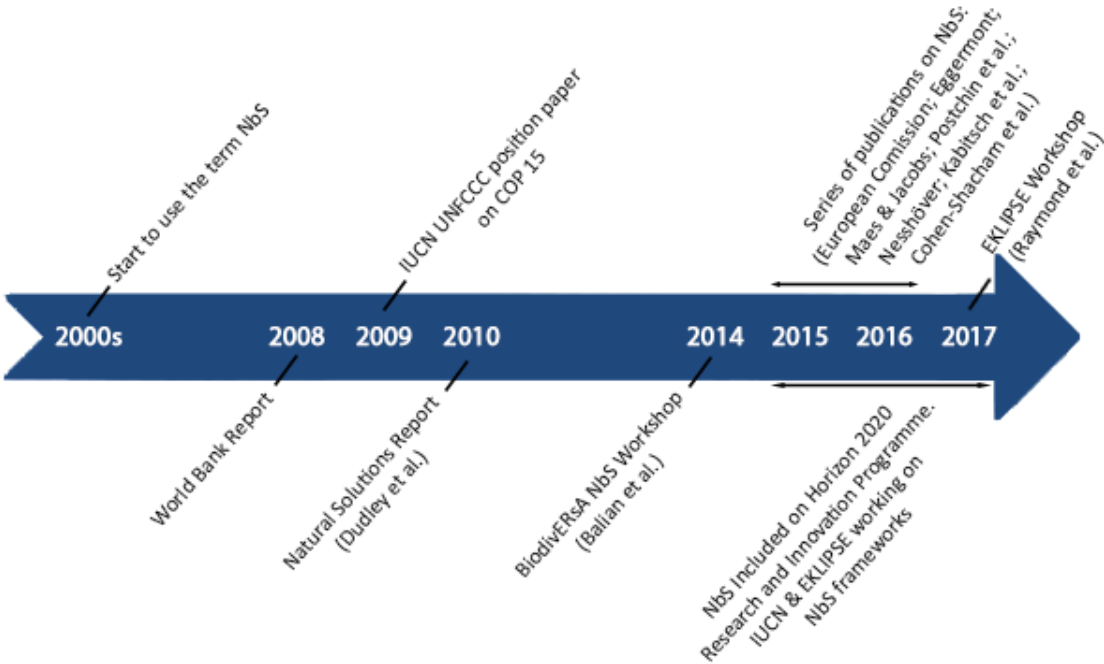 Start to use the term NbS
IUCN UNFCCC position paper
on COP 15
Series of publications on NbS:
(European Comission; Eggermont;
Maes & Jacobs; Postchin et al.;
Nesshöver; Kabitsch et al.;
Cohen-Shacham et al.)
EKLIPSE Workshop
(Raymond et al.)
2000s
2008
2009
2010
2014
2015
2016
2017
World Bank Report
Natural Solutions Report
(Dudley et al.)
BiodivERsA NbS Workshop
(Balian et al.)
NbS Included on Horizon 2020
Research and Innovation Programme.
IUCN & EKLIPSE working on
NbS frameworks